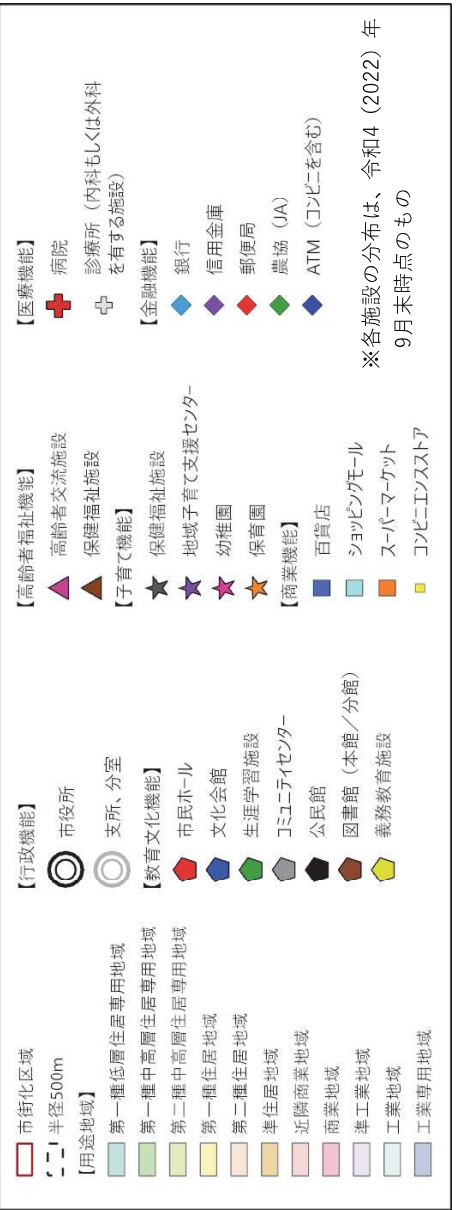 市街化区域
半径500m
【用途地域】
第一種低層住居専用地域
第一種中高層住居専用地域
第二種中高層住居専用地域
第一種住居地域
第二種住居地域
準住居地域
近隣商業地域
商業地域
準工業地域
工業地域
工業専用地域
【行政機能】
市役所
支所、分室
【教育文化機能】
市民ホール
文化会館
生涯学習施設
コミュニティセンター
公民館
図書館（本館／分館）
義務教育施設
【高齢者福祉機能】
高齢者交流施設
保健福祉施設
【子育て機能】
保健福祉施設
地域子育て支援センター
幼稚園
保育園
【商業機能】
百貨店
ショッピングモール
スーパーマーケット
コンビニエンスストア
【医療機能】
病院
診療所（内科もしくは外科
を有する施設）
【金融機能】
銀行
信用金庫
郵便局
農協（JA）
ATM（コンビニを含む）
※各施設の分布は、令和4（2022）年
9月末時点のもの